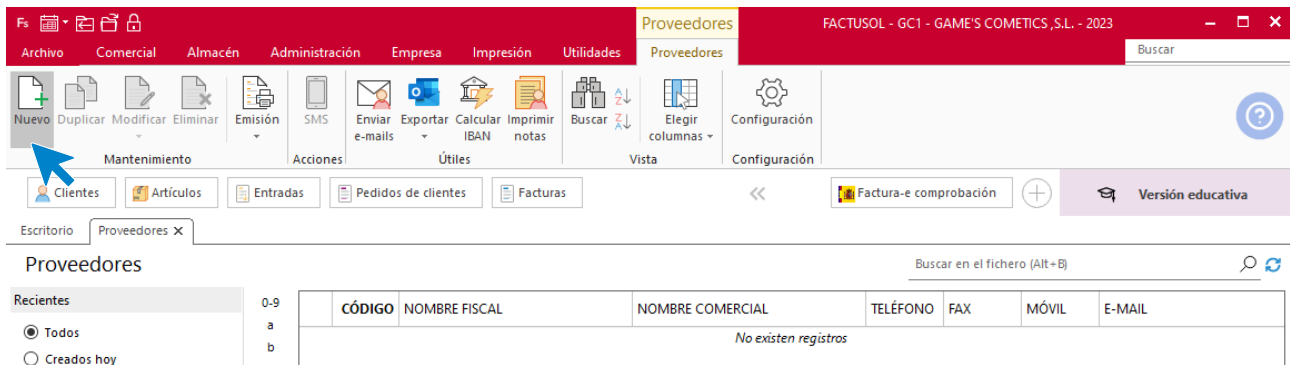 Fs
Proveedores
FACTUSOL - GC1 - GAME'S COMETICS ,S.L. - 2023
Archivo Comercial Almacén Administración Empresa Impresión Utilidades Proveedores
Buscar
Nuevo Duplicar Modificar Eliminar Emisión SMS Enviar e-mails Exportar Calcular IBAN Imprimir notas Buscar Elegir columnas Configuración
Mantenimiento Acciones Útiles Vista Configuración
Clientes Artículos Entradas Pedidos de clientes Facturas Factura-e comprobación Versión educativa
Escritorio Proveedores
Proveedores
Buscar en el fichero (Alt+B)
Recientes
Todos
Creados hoy
0-9
a
b
CÓDIGO NOMBRE FISCAL NOMBRE COMERCIAL TELÉFONO FAX MÓVIL E-MAIL
No existen registros